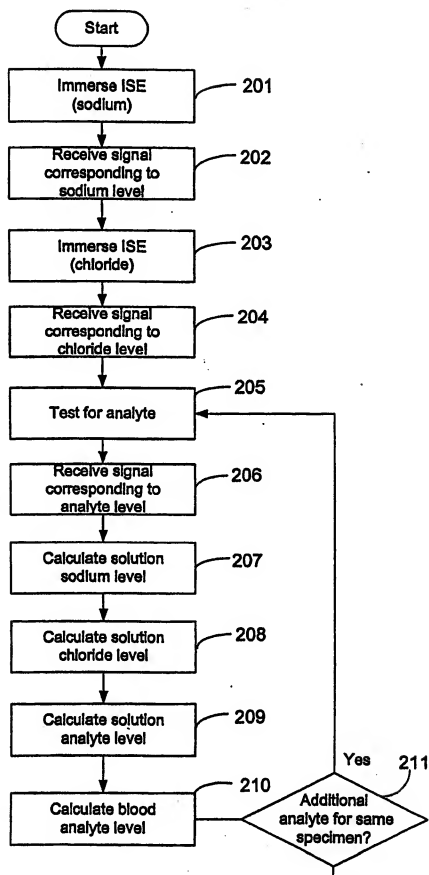 Start
Immerse ISE
(sodium)
201
Receive signal
corresponding to
sodium level
202
Immerse ISE
(chloride)
203
Receive signal
corresponding to
chloride level
204
Test for analyte
205
Receive signal
corresponding to
analyte level
206
Calculate solution
sodium level
207
Calculate solution
chloride level
208
Calculate solution
analyte level
209
Calculate blood
analyte level
210
Yes
Additional
analyte for same
specimen?
211